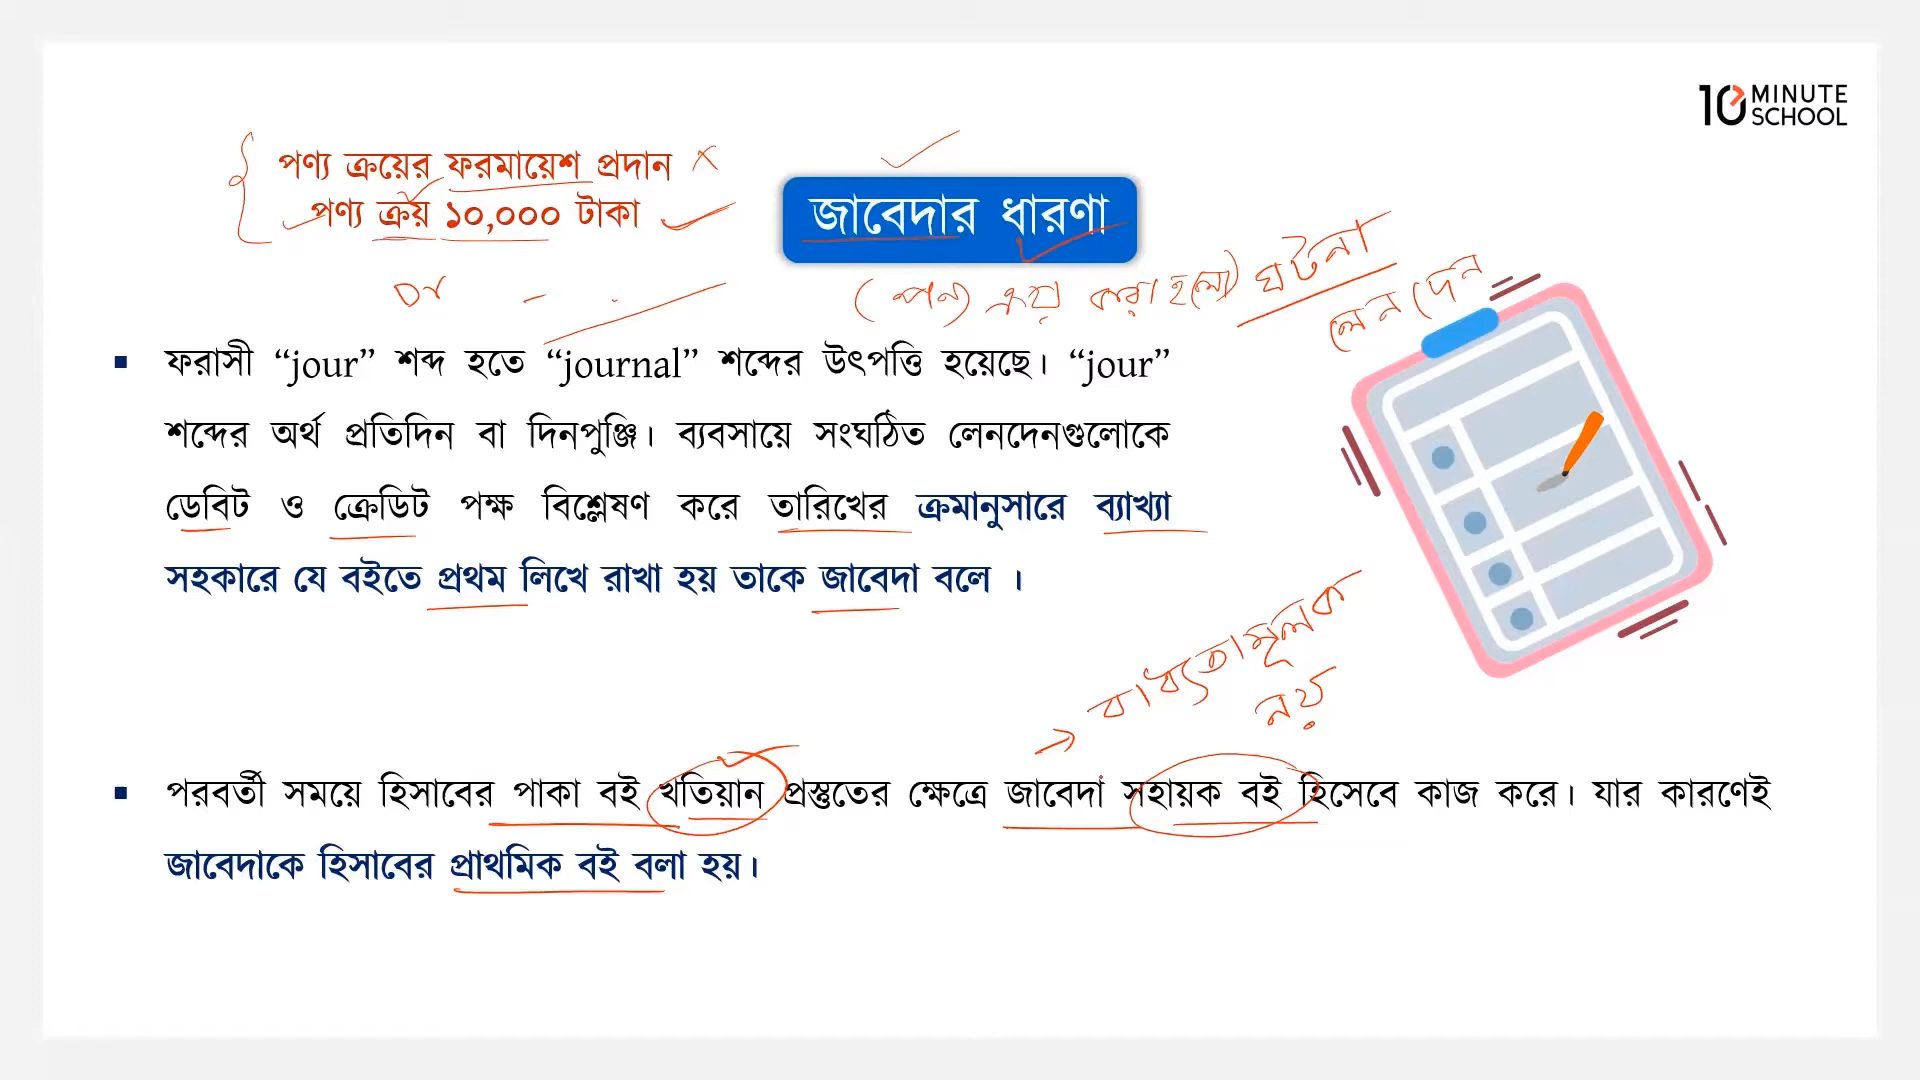 10 MINUTE
SCHOOL
পণ্য ক্রয়ের ফরমায়েশ প্রদান ×
পণ্য ক্রয় ১০,০০০ টাকা
জাবেদার ধারণা
Dr
(পণ্য ক্রয় করা হলো) ঘটনা
লেনদেন
ফরাসী “jour” শব্দ হতে “journal” শব্দের উৎপত্তি হয়েছে। “jour”
শব্দের অর্থ প্রতিদিন বা দিনপুঞ্জি। ব্যবসায়ে সংঘঠিত লেনদেনগুলোকে
ডেবিট ও ক্রেডিট পক্ষ বিশ্লেষণ করে তারিখের ক্রমানুসারে ব্যাখ্যা
সহকারে যে বইতে প্রথম লিখে রাখা হয় তাকে জাবেদা বলে ।
→ বাধ্যতামূলক
নয়
পরবর্তী সময়ে হিসাবের পাকা বই খতিয়ান প্রস্তুতের ক্ষেত্রে জাবেদা সহায়ক বই হিসেবে কাজ করে। যার কারণেই
জাবেদাকে হিসাবের প্রাথমিক বই বলা হয়।